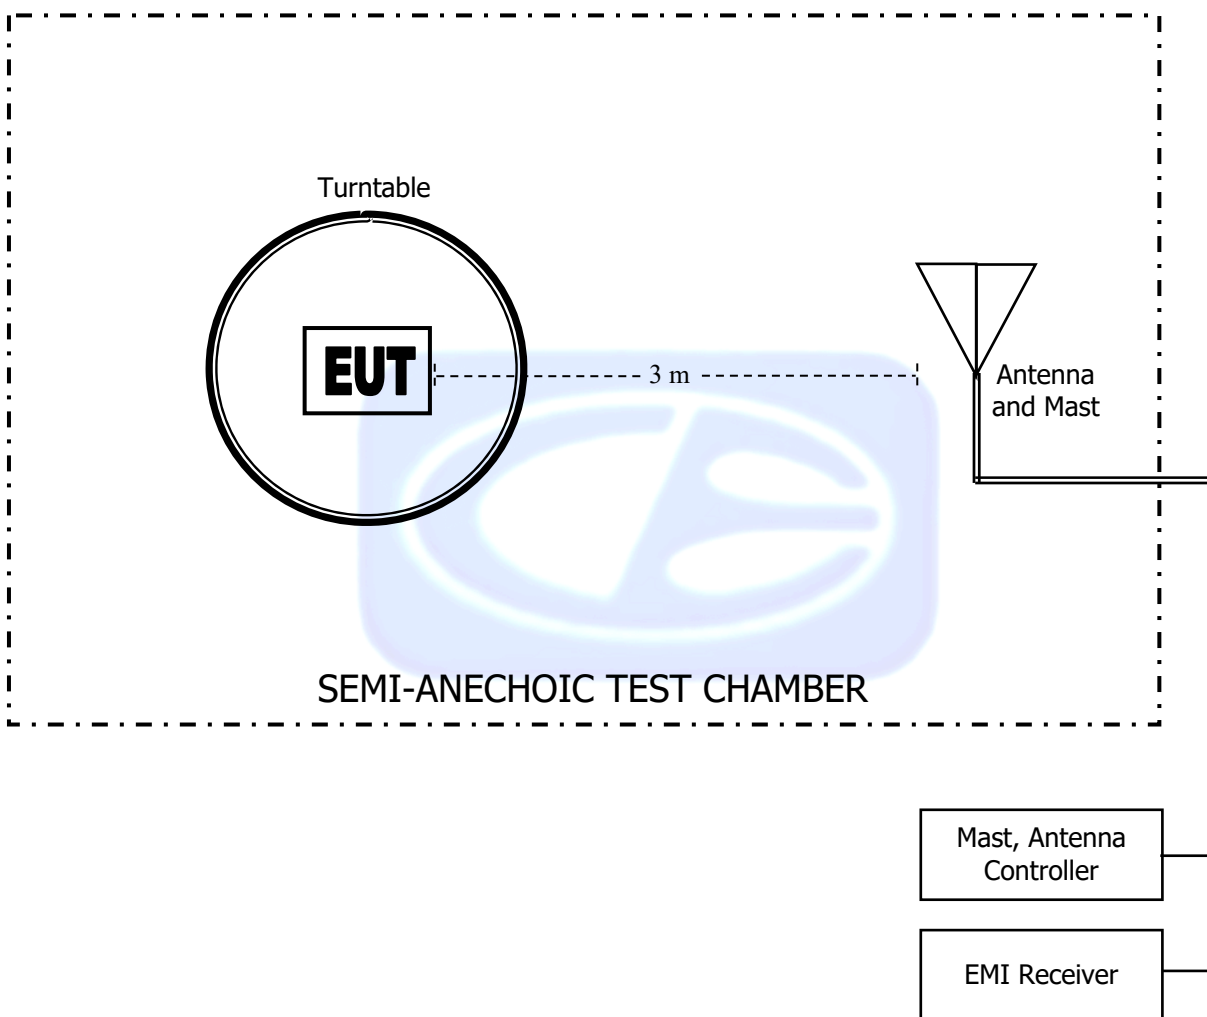 Turntable
EUT
3 m
Antenna
and Mast
SEMI-ANECHOIC TEST CHAMBER
Mast, Antenna
Controller
EMI Receiver